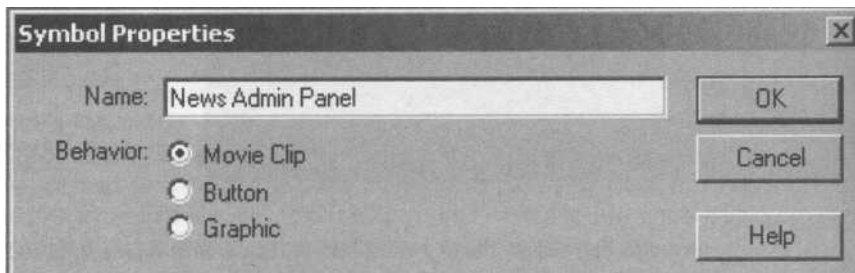 Symbol Properties
Name: News Admin Panel
OK
Behavior: Movie Clip
Cancel
Button
Graphic
Help